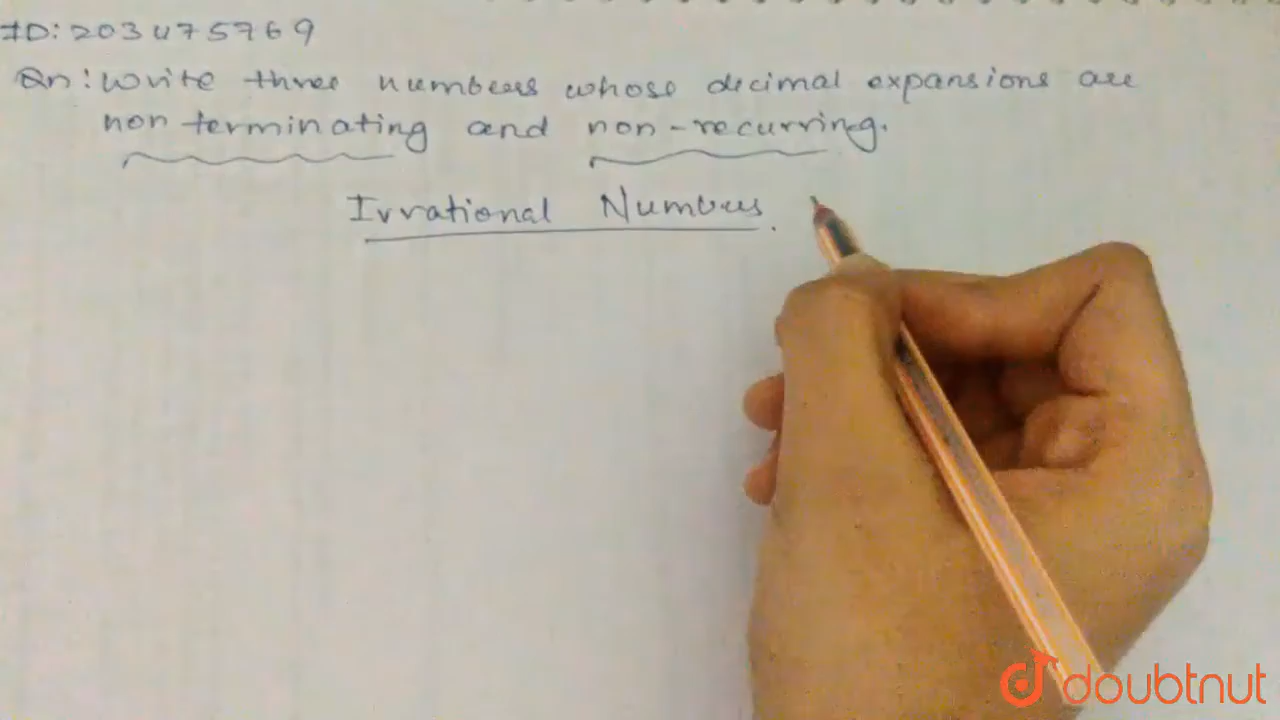 ID: 203475769
Qn: Write three numbers whose decimal expansions are
non terminating and non-recurring.
Irrational Numbers.
doubtnut